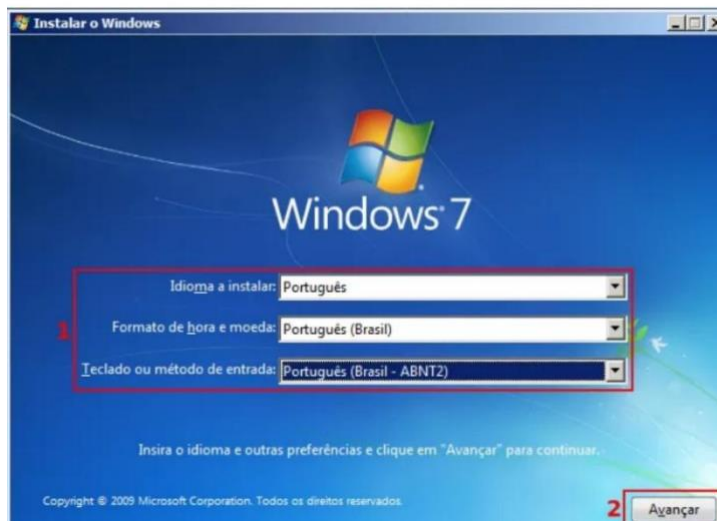 Instalar o Windows
Windows 7
1
Idioma a instalar: Português
Formato de hora e moeda: Português (Brasil)
Teclado ou método de entrada: Português (Brasil - ABNT2)
Insira o idioma e outras preferências e clique em "Avançar" para continuar.
Copyright © 2009 Microsoft Corporation. Todos os direitos reservados.
2 Avançar